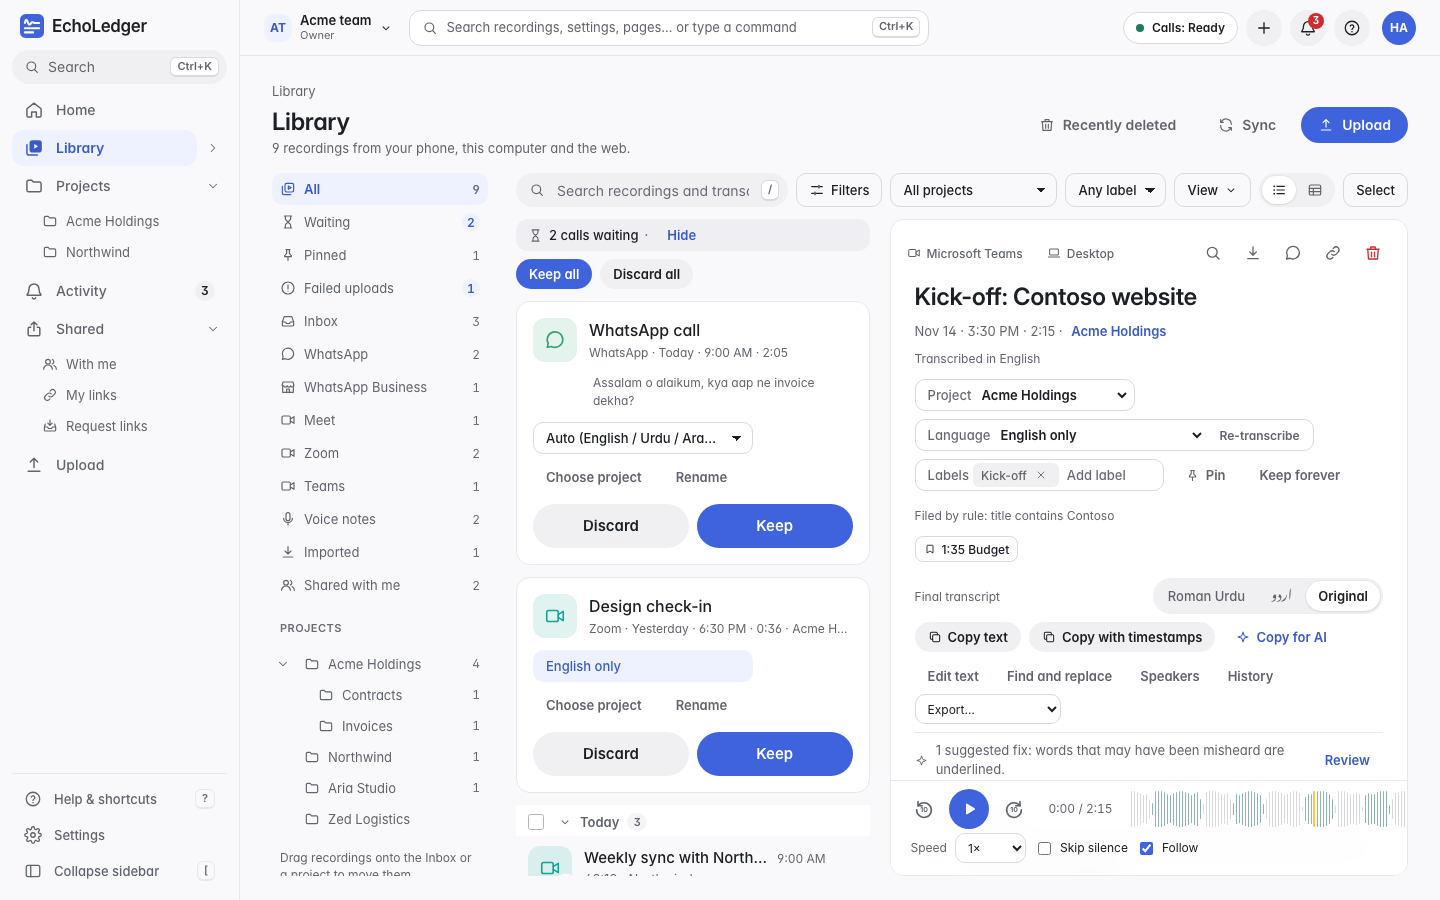 EchoLedger
Search
Ctrl+K
Home
Library
Projects
Acme Holdings
Northwind
Activity
3
Shared
With me
My links
Request links
Upload
Help & shortcuts
?
Settings
Collapse sidebar
[
AT
Acme team
Owner
Search recordings, settings, pages... or type a command
Ctrl+K
Calls: Ready
3
HA
Library
Library
9 recordings from your phone, this computer and the web.
Recently deleted
Sync
Upload
All 9
Waiting 2
Pinned 1
Failed uploads 1
Inbox 3
WhatsApp 2
WhatsApp Business 1
Meet 1
Zoom 2
Teams 1
Voice notes 2
Imported 1
Shared with me 2
PROJECTS
Acme Holdings 4
Contracts 1
Invoices 1
Northwind 1
Aria Studio 1
Zed Logistics
Drag recordings onto the Inbox or
a project to move them
Search recordings and transc
/
Filters
All projects
Any label
View
Select
2 calls waiting ·
Hide
Keep all
Discard all
WhatsApp call
WhatsApp · Today · 9:00 AM · 2:05
Assalam o alaikum, kya aap ne invoice
dekha?
Auto (English / Urdu / Ara...
Choose project
Rename
Discard
Keep
Design check-in
Zoom · Yesterday · 6:30 PM · 0:36 · Acme H...
English only
Choose project
Rename
Discard
Keep
Today 3
Weekly sync with North... 9:00 AM
Microsoft Teams
Desktop
Kick-off: Contoso website
Nov 14 · 3:30 PM · 2:15 · Acme Holdings
Transcribed in English
Project Acme Holdings
Language English only Re-transcribe
Labels Kick-off × Add label
Pin
Keep forever
Filed by rule: title contains Contoso
1:35 Budget
Final transcript
Roman Urdu
اردو
Original
Copy text
Copy with timestamps
Copy for AI
Edit text
Find and replace
Speakers
History
Export...
1 suggested fix: words that may have been misheard are
underlined.
Review
10
10
0:00 / 2:15
Speed
1×
Skip silence
Follow